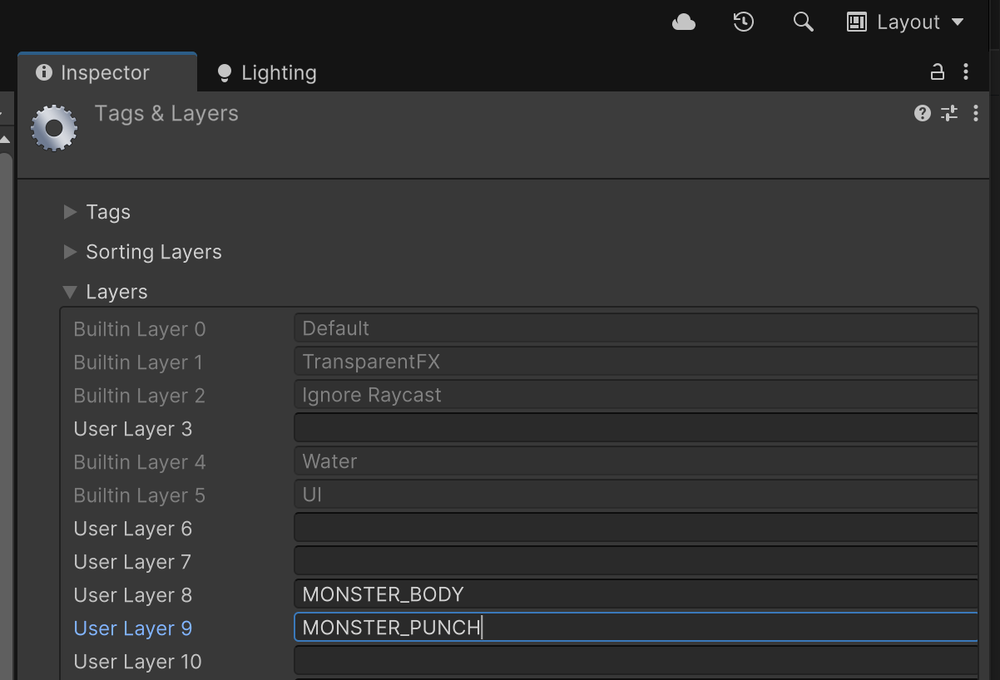 Layout
Inspector
Lighting
Tags & Layers
Tags
Sorting Layers
Layers
Builtin Layer 0 Default
Builtin Layer 1 TransparentFX
Builtin Layer 2 Ignore Raycast
User Layer 3
Builtin Layer 4 Water
Builtin Layer 5 UI
User Layer 6
User Layer 7
User Layer 8 MONSTER_BODY
User Layer 9 MONSTER_PUNCH
User Layer 10